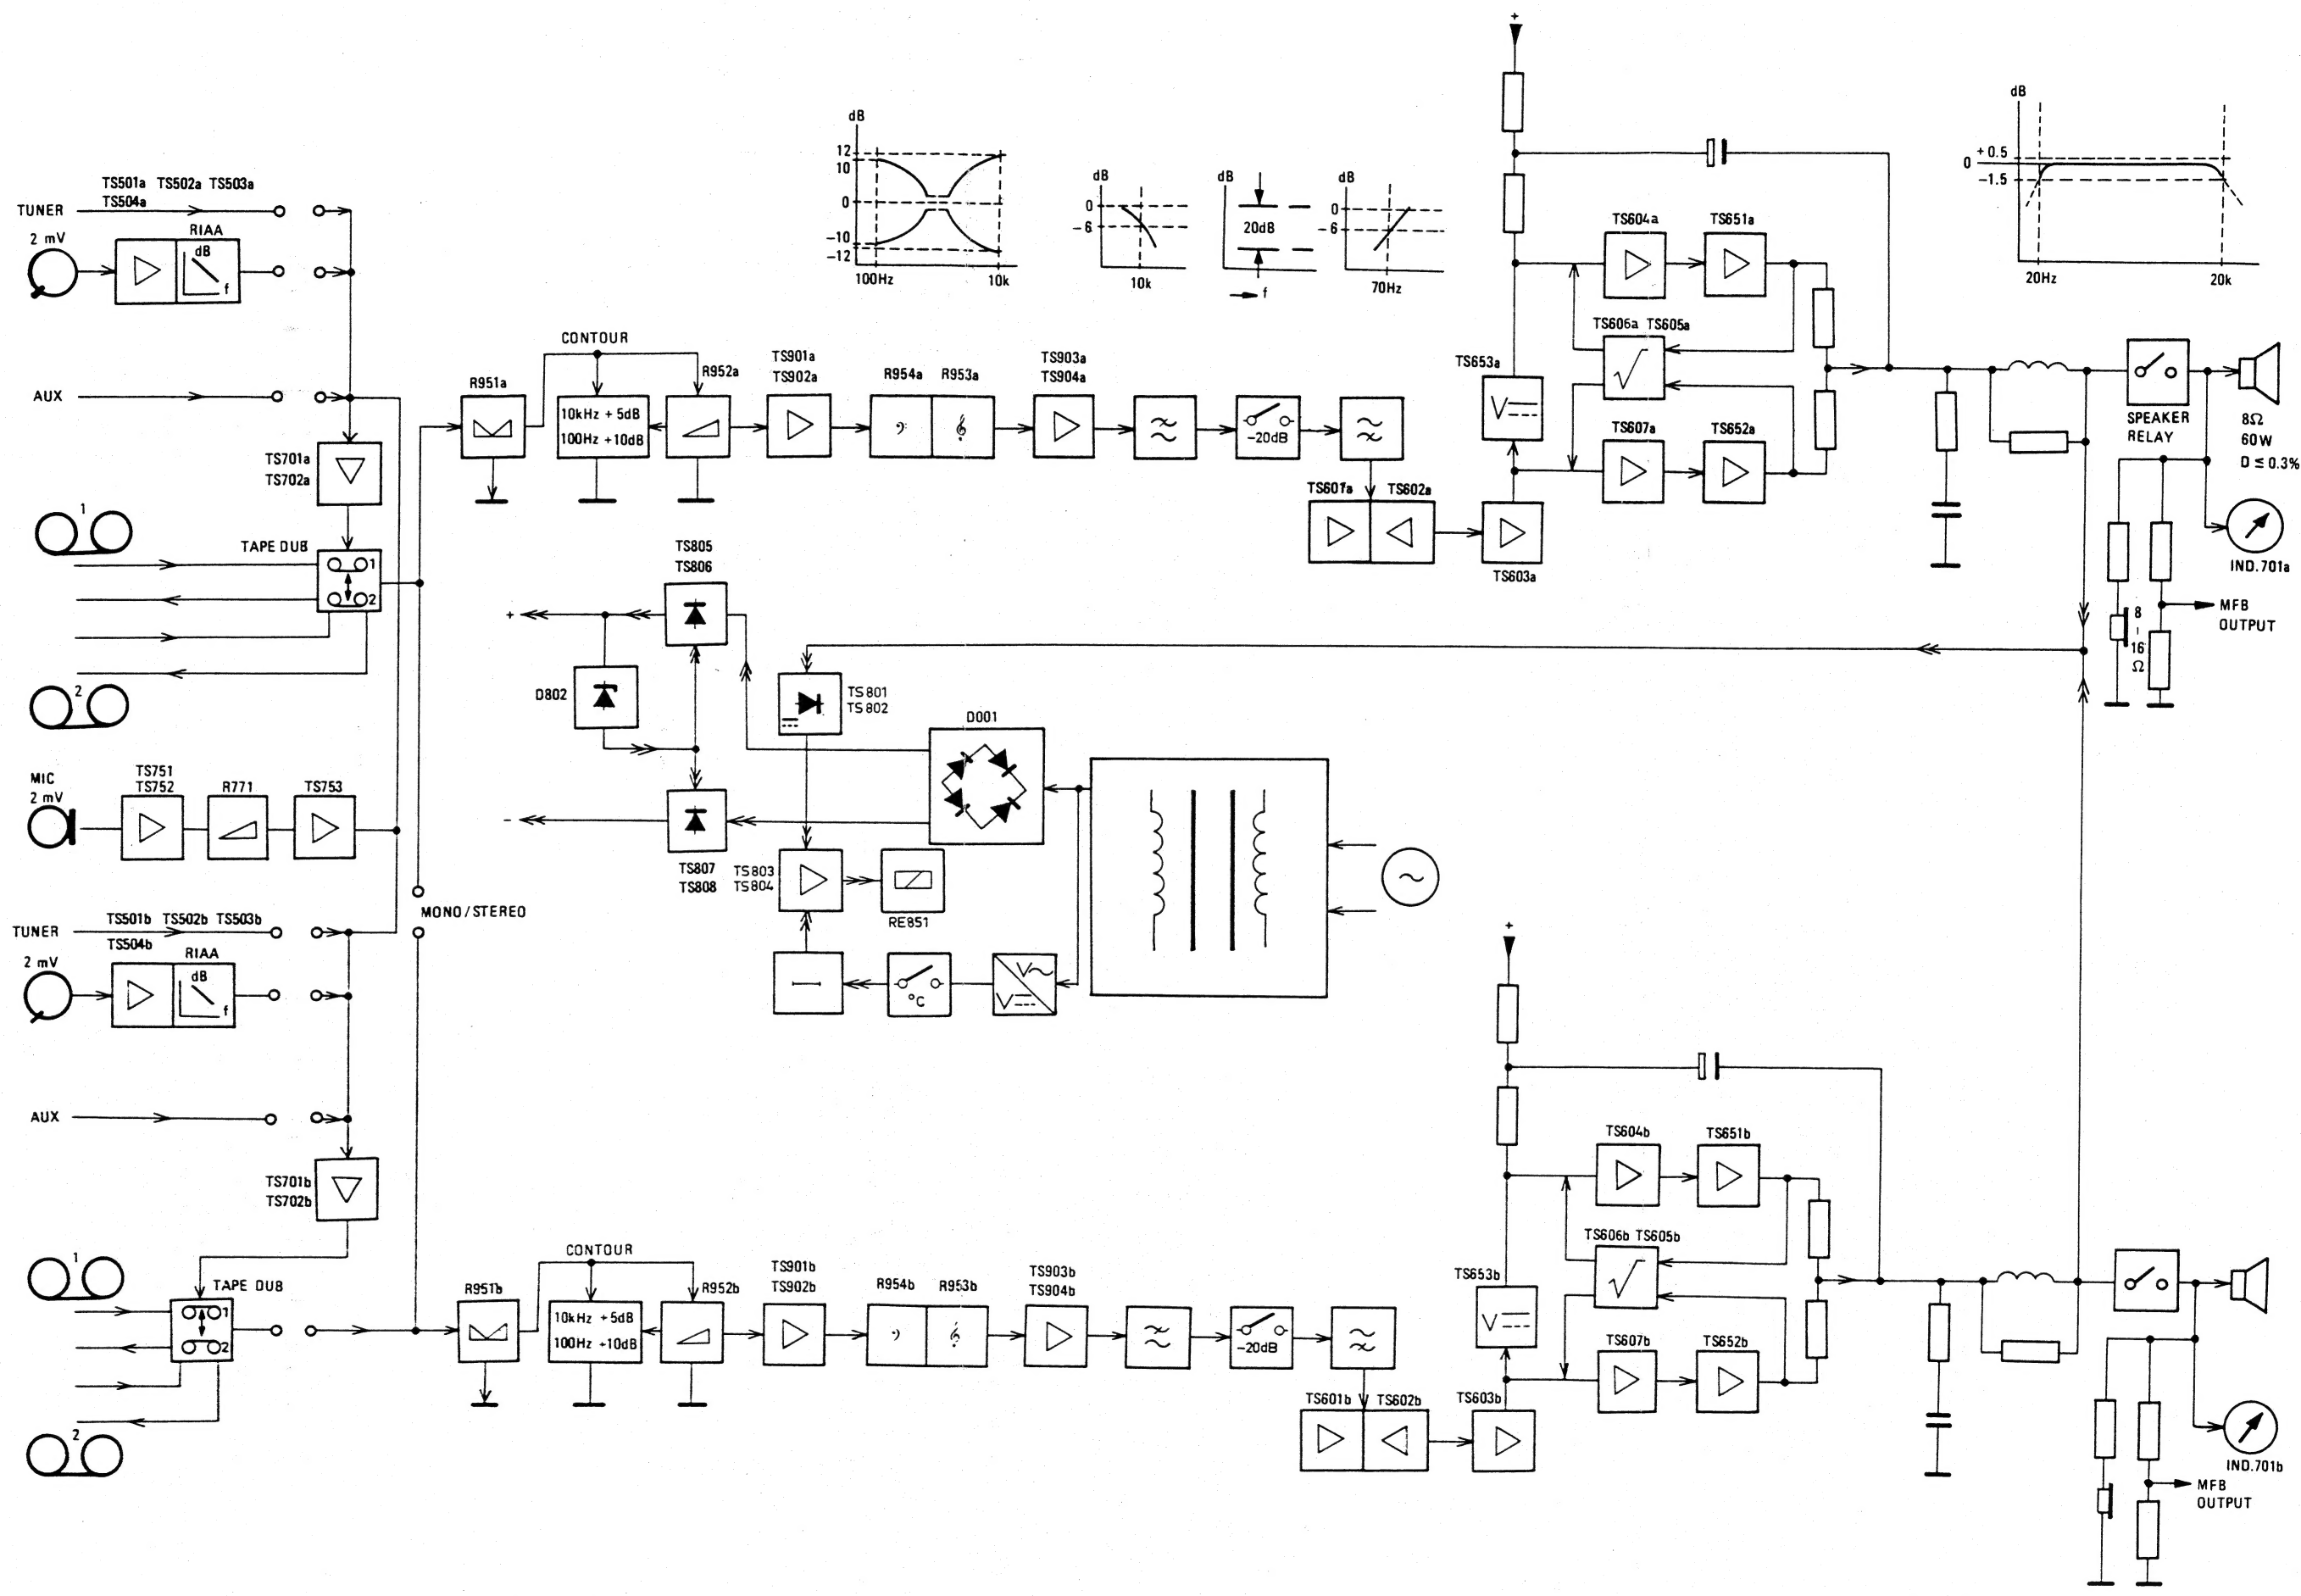 TS501a TS502a TS503a
TUNER
TS504a
2 mV
RIAA
dB
f
AUX
TS701a
TS702a
1
TAPE DUB
1
2
2
MIC
2 mV
TS751
TS752
R771
TS753
TS501b TS502b TS503b
TUNER
TS504b
2 mV
RIAA
dB
f
MONO/STEREO
AUX
TS701b
TS702b
1
TAPE DUB
1
2
2
dB
12
10
0
-10
-12
100Hz
10k
dB
0
-6
10k
dB
20dB
f
dB
0
-6
70Hz
CONTOUR
R951a
10kHz + 5dB
100Hz +10dB
R952a
TS901a
TS902a
R954a R953a
TS903a
TS904a
-20dB
TS601a TS602a
TS603a
+
TS653a
V
TS604a
TS651a
TS606a TS605a
√
TS607a
TS652a
dB
+0.5
0
-1.5
20Hz
20k
SPEAKER
RELAY
8Ω
60W
D ≤ 0.3%
IND.701a
8
-
16
Ω
MFB
OUTPUT
TS805
TS806
+
D802
TS801
TS802
D001
-
TS807
TS808
TS803
TS804
RE851
°C
V~
V
~
CONTOUR
R951b
10kHz +5dB
100Hz +10dB
R952b
TS901b
TS902b
R954b R953b
TS903b
TS904b
-20dB
TS601b TS602b
TS603b
+
TS653b
V
TS604b
TS651b
TS606b TS605b
√
TS607b
TS652b
IND.701b
MFB
OUTPUT